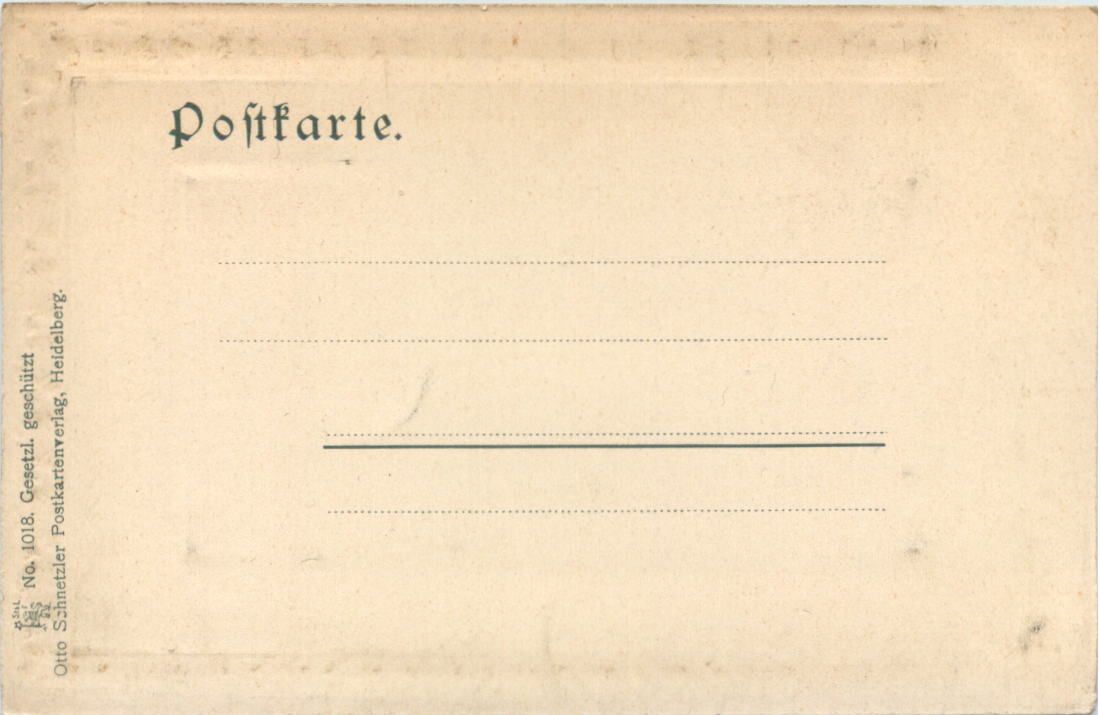 Poſtkarte.
No. 1018. Gesetzl. geschützt
Otto Schnetzler Postkartenverlag, Heidelberg.